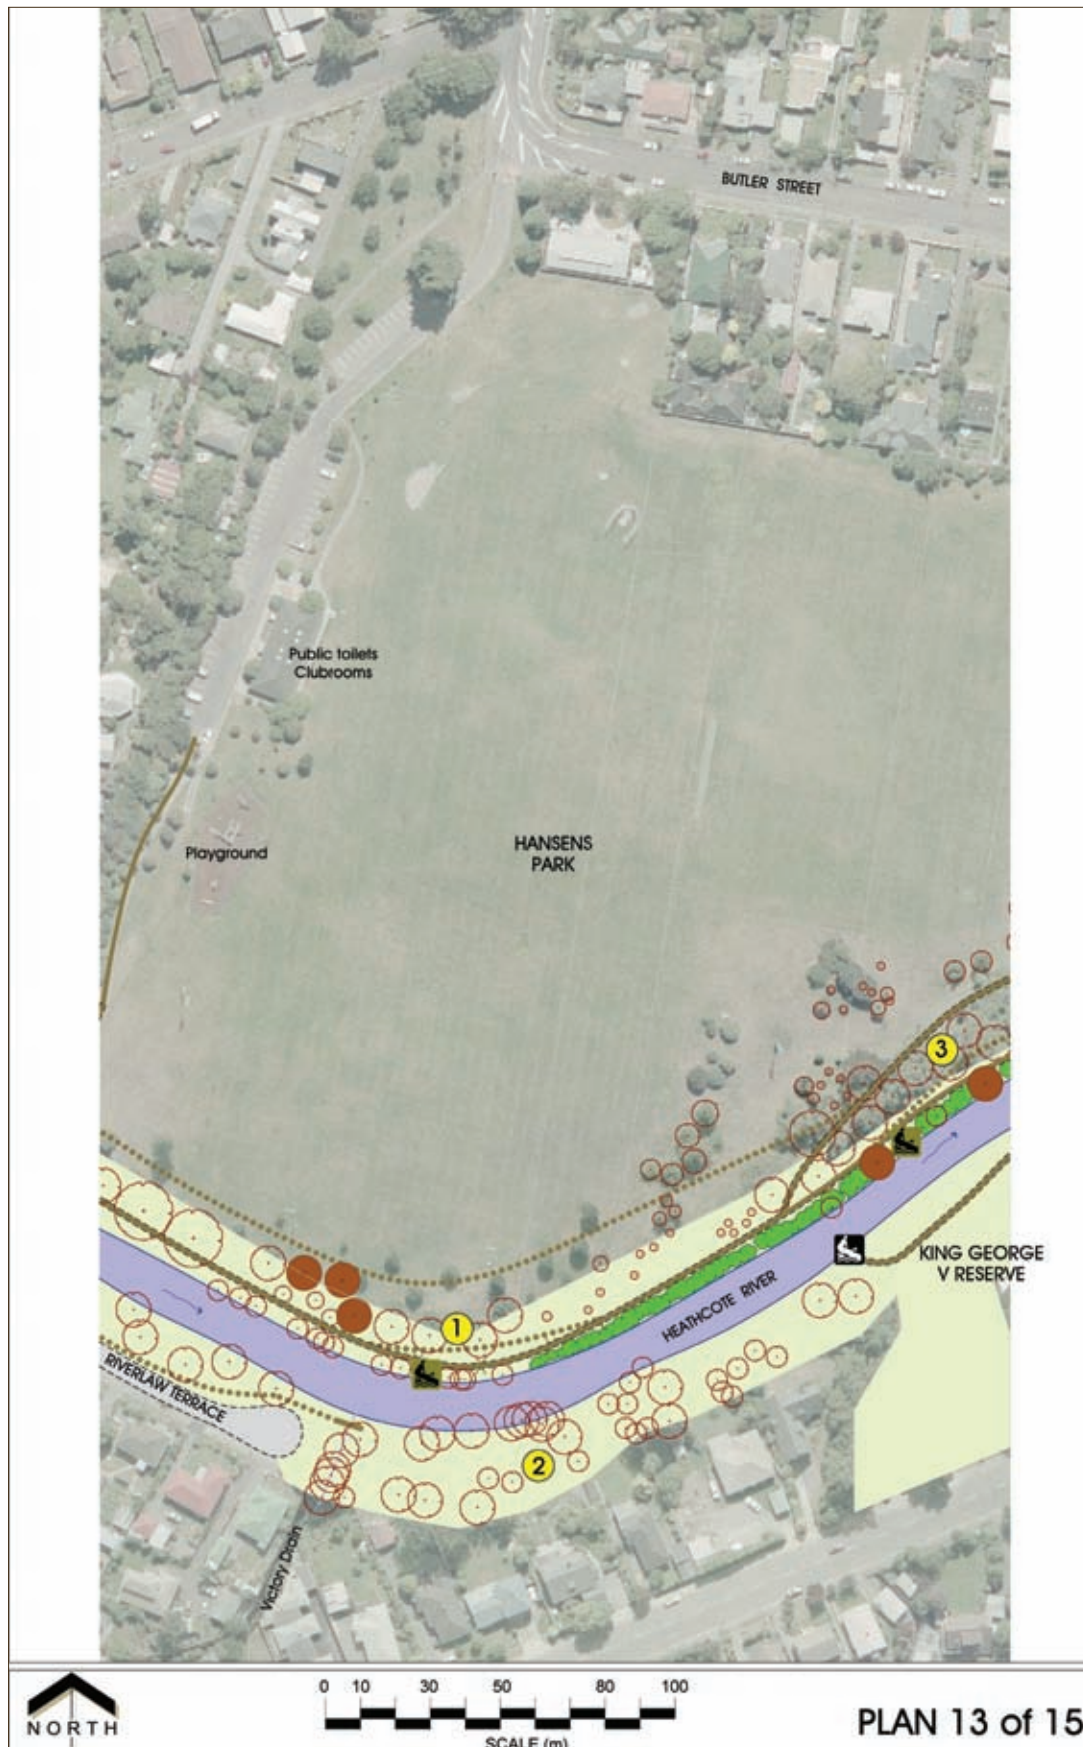 BUTLER STREET
Public toilets
Clubrooms
Playground
HANSENS
PARK
3
KING GEORGE
V RESERVE
HEATHCOTE RIVER
1
RIVERLAW TERRACE
2
Victory Drain
NORTH
0 10 30 50 80 100
SCALE (m)
PLAN 13 of 15